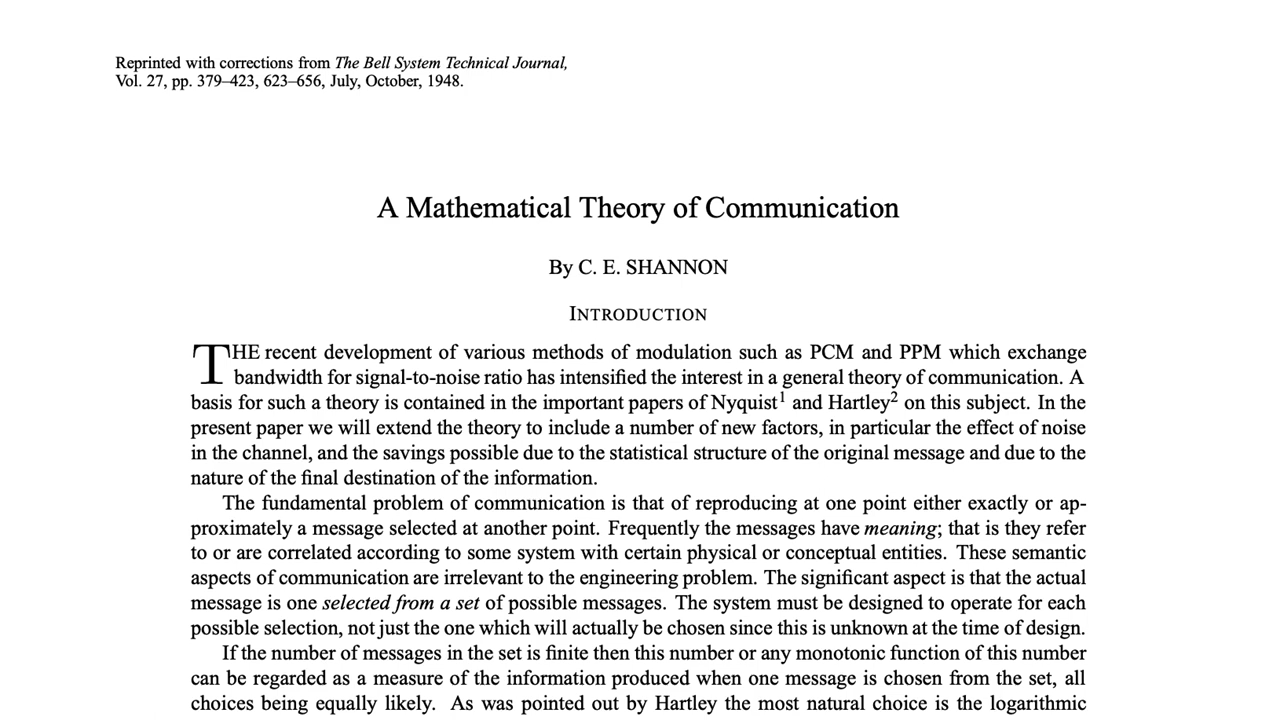 Reprinted with corrections from The Bell System Technical Journal,
Vol. 27, pp. 379–423, 623–656, July, October, 1948.
A Mathematical Theory of Communication
By C. E. SHANNON
INTRODUCTION
THE recent development of various methods of modulation such as PCM and PPM which exchange
bandwidth for signal-to-noise ratio has intensified the interest in a general theory of communication. A
basis for such a theory is contained in the important papers of Nyquist1 and Hartley2 on this subject. In the
present paper we will extend the theory to include a number of new factors, in particular the effect of noise
in the channel, and the savings possible due to the statistical structure of the original message and due to the
nature of the final destination of the information.
The fundamental problem of communication is that of reproducing at one point either exactly or ap-
proximately a message selected at another point. Frequently the messages have meaning; that is they refer
to or are correlated according to some system with certain physical or conceptual entities. These semantic
aspects of communication are irrelevant to the engineering problem. The significant aspect is that the actual
message is one selected from a set of possible messages. The system must be designed to operate for each
possible selection, not just the one which will actually be chosen since this is unknown at the time of design.
If the number of messages in the set is finite then this number or any monotonic function of this number
can be regarded as a measure of the information produced when one message is chosen from the set, all
choices being equally likely. As was pointed out by Hartley the most natural choice is the logarithmic